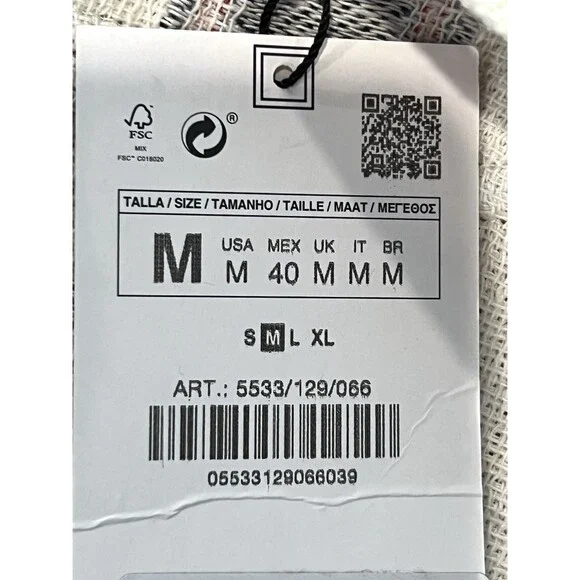 FSC
MIX
FSC™ C018020
®
TALLA / SIZE / TAMANHO / TAILLE / MAAT / ΜΕΓΕΘΟΣ
M
USA MEX UK IT BR
M 40 M M M
S M L XL
ART.: 5533/129/066
05533129066039